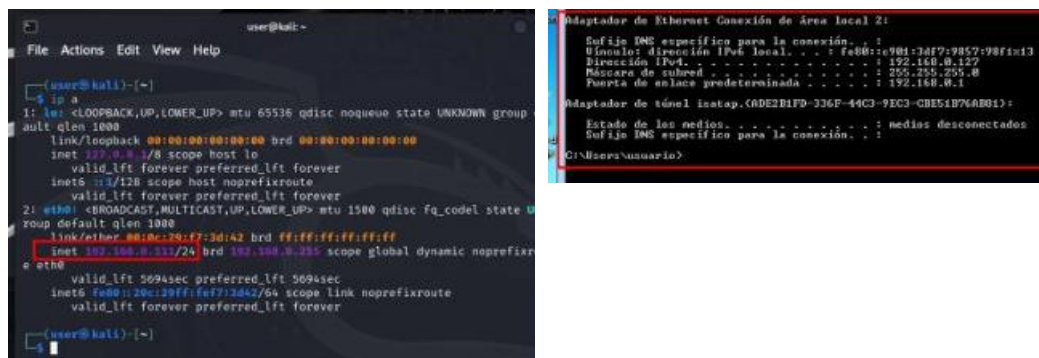 user@kali: ~
File Actions Edit View Help
(user@kali)-[~]
$ ip a
1: lo: <LOOPBACK,UP,LOWER_UP> mtu 65536 qdisc noqueue state UNKNOWN group
ault qlen 1000
link/loopback 00:00:00:00:00:00 brd 00:00:00:00:00:00
inet 127.0.0.1/8 scope host lo
valid_lft forever preferred_lft forever
inet6 ::1/128 scope host noprefixroute
valid_lft forever preferred_lft forever
2: eth0: <BROADCAST,MULTICAST,UP,LOWER_UP> mtu 1500 qdisc fq_codel state U
roup default qlen 1000
link/ether 00:0c:29:f7:3d:42 brd ff:ff:ff:ff:ff:ff
inet 192.168.0.111/24 brd 192.168.0.255 scope global dynamic noprefixr
e eth0
valid_lft 5694sec preferred_lft 5694sec
inet6 fe80::20c:29ff:fef7:3d42/64 scope link noprefixroute
valid_lft forever preferred_lft forever
(user@kali)-[~]
$
Adaptador de Ethernet Conexión de Área local 2:
Sufijo DNS específico para la conexión. . :
Vínculo: dirección IPv6 local. . . : fe80::c901:3df7:9857:98f1%13
Dirección IPv4. . . . . . . . . . . . . . : 192.168.0.127
Máscara de subred . . . . . . . . . . . . : 255.255.255.0
Puerta de enlace predeterminada . . . . . : 192.168.0.1
Adaptador de túnel isatap.
Estado de los medios. . . . . . . . . . . : medios desconectados
Sufijo DNS específico para la conexión. . :
C:\Users\usuario>